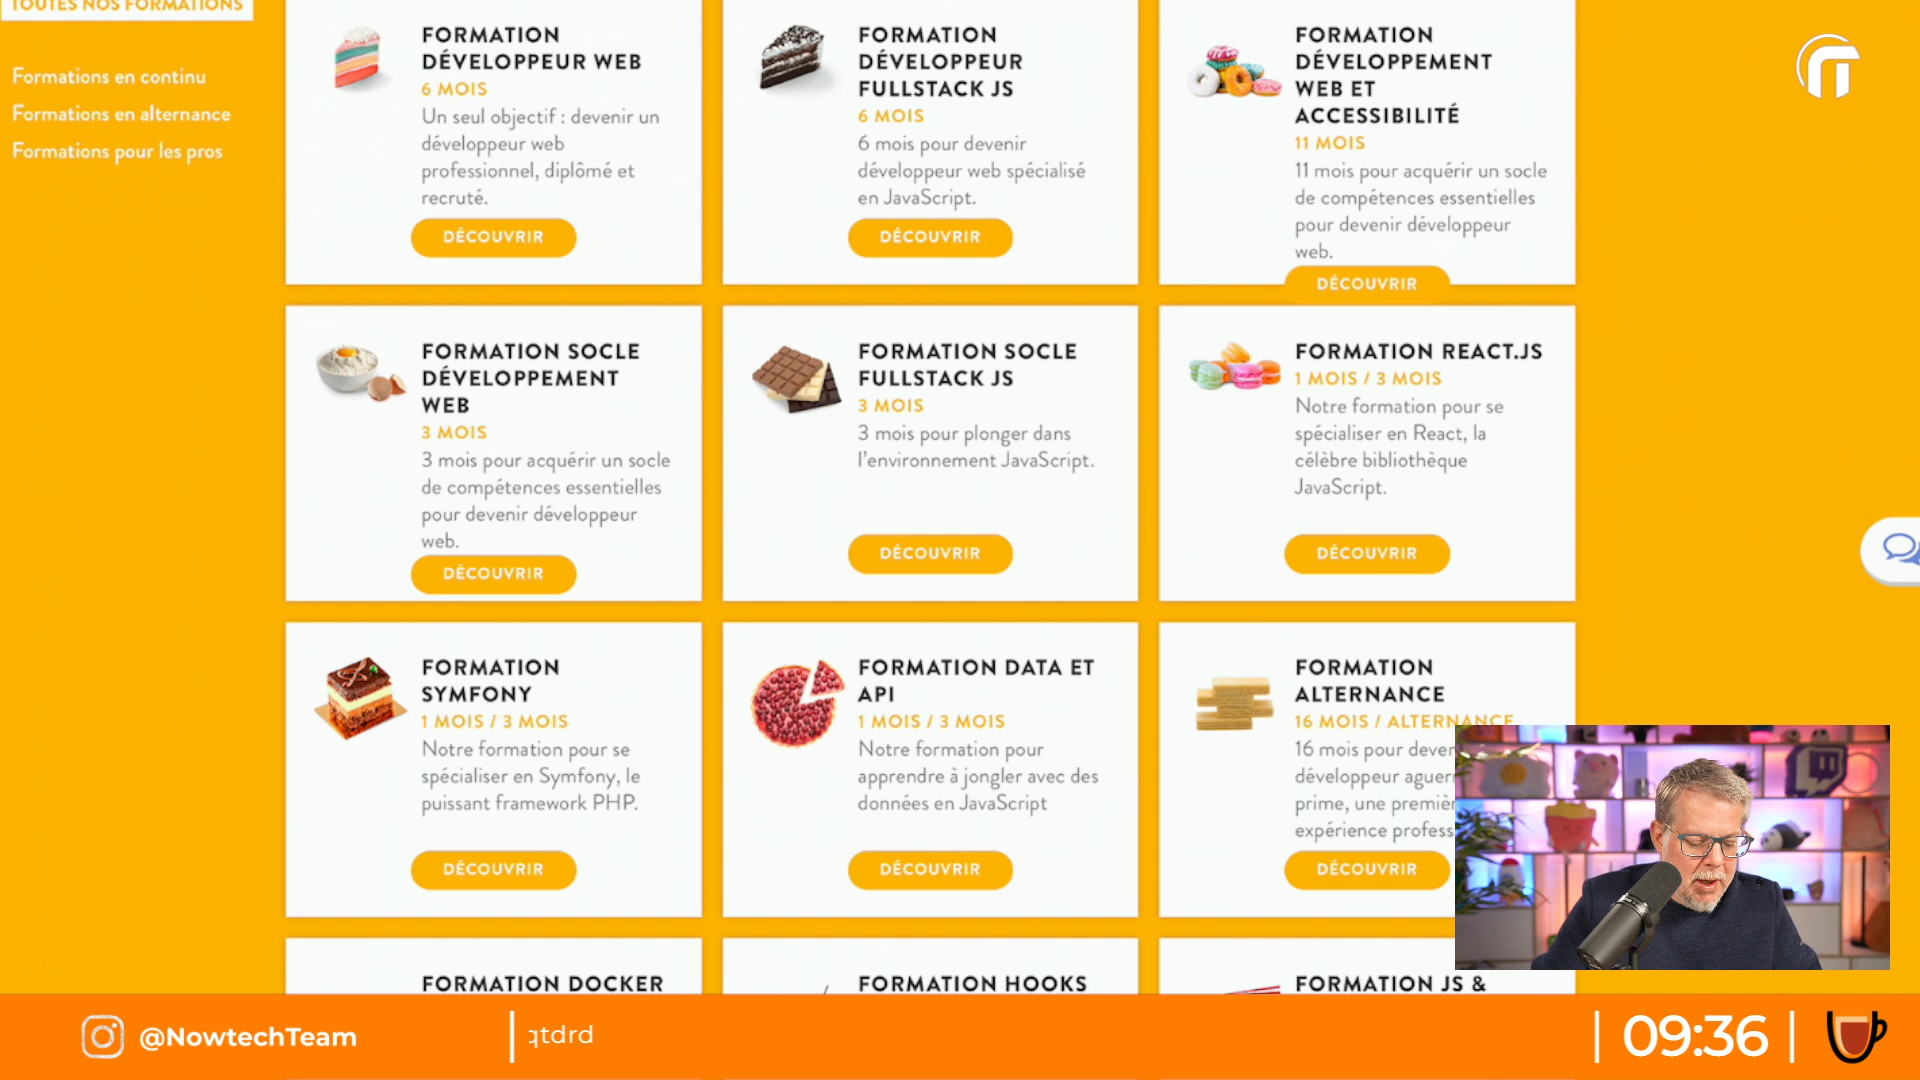 TOUTES NOS FORMATIONS
Formations en continu
Formations en alternance
Formations pour les pros
FORMATION
DÉVELOPPEUR WEB
6 MOIS
Un seul objectif : devenir un
développeur web
professionnel, diplômé et
recruté.
DÉCOUVRIR
FORMATION
DÉVELOPPEUR
FULLSTACK JS
6 MOIS
6 mois pour devenir
développeur web spécialisé
en JavaScript.
DÉCOUVRIR
FORMATION
DÉVELOPPEMENT
WEB ET
ACCESSIBILITÉ
11 MOIS
11 mois pour acquérir un socle
de compétences essentielles
pour devenir développeur
web.
DÉCOUVRIR
FORMATION SOCLE
DÉVELOPPEMENT
WEB
3 MOIS
3 mois pour acquérir un socle
de compétences essentielles
pour devenir développeur
web.
DÉCOUVRIR
FORMATION SOCLE
FULLSTACK JS
3 MOIS
3 mois pour plonger dans
l'environnement JavaScript.
DÉCOUVRIR
FORMATION REACT.JS
1 MOIS / 3 MOIS
Notre formation pour se
spécialiser en React, la
célèbre bibliothèque
JavaScript.
DÉCOUVRIR
FORMATION
SYMFONY
1 MOIS / 3 MOIS
Notre formation pour se
spécialiser en Symfony, le
puissant framework PHP.
DÉCOUVRIR
FORMATION DATA ET
API
1 MOIS / 3 MOIS
Notre formation pour
apprendre à jongler avec des
données en JavaScript
DÉCOUVRIR
FORMATION
ALTERNANCE
16 MOIS / ALTERNANCE
16 mois pour deven
développeur aguer
prime, une premièr
expérience profess
DÉCOUVRIR
FORMATION DOCKER
FORMATION HOOKS
FORMATION JS &
@NowtechTeam
qtdrd
09:36